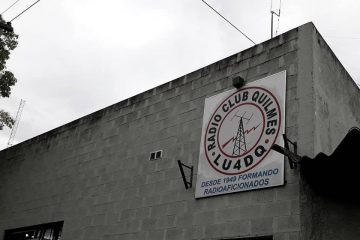 RADIO CLUB QUILMES
LU4DQ
DESDE 1949 FORMANDO
RADIOAFICIONADOS